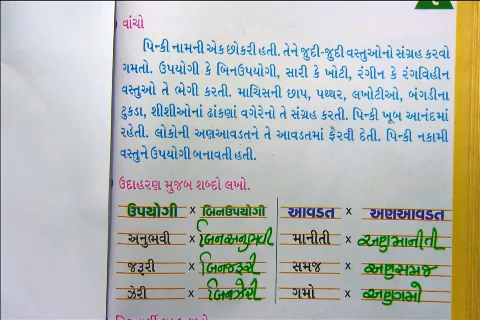 વાંચો
પિન્કી નામની એક છોકરી હતી. તેને જુદી-જુદી વસ્તુઓનો સંગ્રહ કરવો
ગમતો. ઉપયોગી કે બિનઉપયોગી, સારી કે ખોટી, રંગીન કે રંગવિહીન
વસ્તુઓ તે ભેગી કરતી. માચિસની છાપ, પથ્થર, લખોટીઓ, બંગડીના
ટુકડા, શીશીઓનાં ઢાંકણાં વગેરેનો તે સંગ્રહ કરતી. પિન્કી ખૂબ આનંદમાં
રહેતી. લોકોની અણઆવડતને તે આવડતમાં ફેરવી દેતી. પિન્કી નકામી
વસ્તુને ઉપયોગી બનાવતી હતી.
ઉદાહરણ મુજબ શબ્દો લખો.
ઉપયોગી × બિનઉપયોગી આવડત × અણઆવડત
અનુભવી × બિનઅનુભવી માનીતી × અણમાનીતી
જરૂરી × બિનજરૂરી સમજ × અણસમજ
ઝેરી × બિનઝેરી ગમો × અણગમો